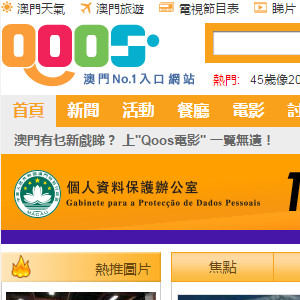 澳門天氣 澳門旅遊 電視節目表 睇片
qoos
澳門No.1入口網站
熱門: 45歲像20
首頁 新聞 活動 餐廳 電影 討
澳門有乜新戲睇？ 上"Qoos電影" 一覽無遺！
個人資料保護辦公室
Gabinete para a Protecção de Dados Pessoais
MACAU
熱推圖片 焦點